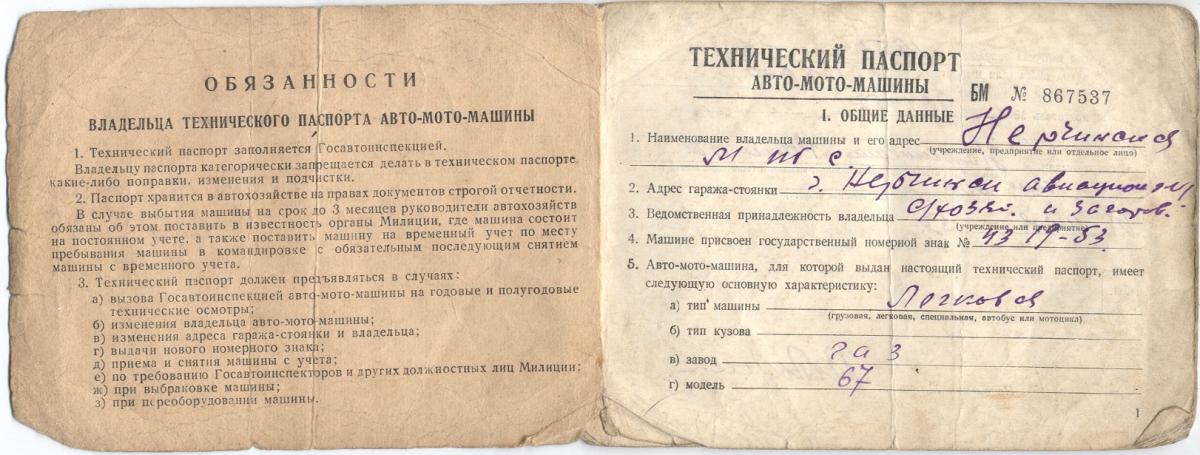 ОБЯЗАННОСТИ
ВЛАДЕЛЬЦА ТЕХНИЧЕСКОГО ПАСПОРТА АВТО-МОТО-МАШИНЫ
1. Технический паспорт заполняется Госавтоинспекцией.
Владельцу паспорта категорически запрещается делать в техническом паспорте
какие-либо поправки, изменения и подчистки.
2. Паспорт хранится в автохозяйстве на правах документов строгой отчетности.
В случае выбытия машины на срок до 3 месяцев руководители автохозяйств
обязаны об этом поставить в известность органы Милиции, где машина состоит
на постоянном учете, а также поставить машину на временный учет по месту
пребывания машины в командировке с обязательным последующим снятием
машины с временного учета.
3. Технический паспорт должен предъявляться в случаях:
а) вызова Госавтоинспекцией авто-мото-машины на годовые и полугодовые
технические осмотры;
б) изменения владельца авто-мото-машины;
в) изменения адреса гаража-стоянки и владельца;
г) выдачи нового номерного знака;
д) приема и снятия машины с учета;
е) по требованию Госавтоинспекторов и других должностных лиц Милиции;
ж) при выбраковке машины;
з) при переоборудовании машины.
ТЕХНИЧЕСКИЙ ПАСПОРТ
АВТО-МОТО-МАШИНЫ
БМ № 867537
I. ОБЩИЕ ДАННЫЕ
1. Наименование владельца машины и его адрес Нерчинская
(учреждение, предприятие или отдельное лицо)
М т с.
2. Адрес гаража-стоянки г. Нерчинск
3. Ведомственная принадлежность владельца С/хозяй. и загот.
(учреждение или предприятие)
4. Машине присвоен государственный номерной знак №
5. Авто-мото-машина, для которой выдан настоящий технический паспорт, имеет
следующую основную характеристику:
а) тип машины Легковая
(грузовая, легковая, специальная, автобус или мотоцикл)
б) тип кузова
в) завод газ
г) модель 67
1